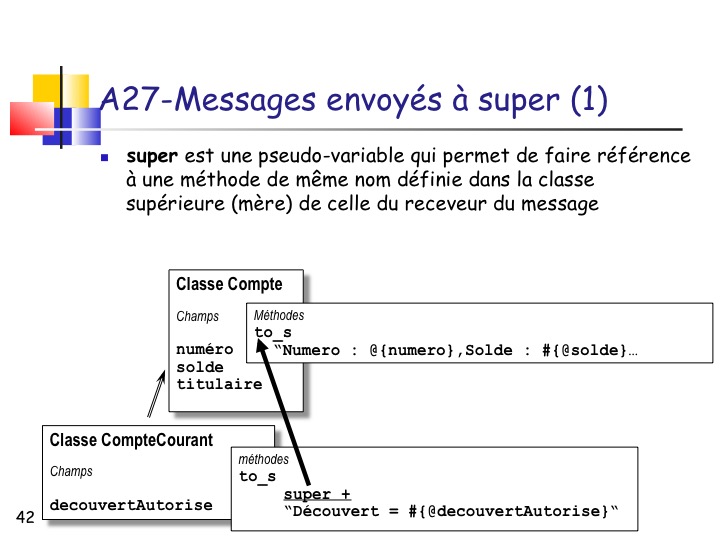 A27-Messages envoyés à super (1)
super est une pseudo-variable qui permet de faire référence
à une méthode de même nom définie dans la classe
supérieure (mère) de celle du receveur du message
Classe Compte
Champs
numéro
solde
titulaire
Méthodes
to_s
“Numero : @{numero},Solde : #{@solde}…
Classe CompteCourant
Champs
decouvertAutorise
méthodes
to_s
super +
“Découvert = #{@decouvertAutorise}“
42